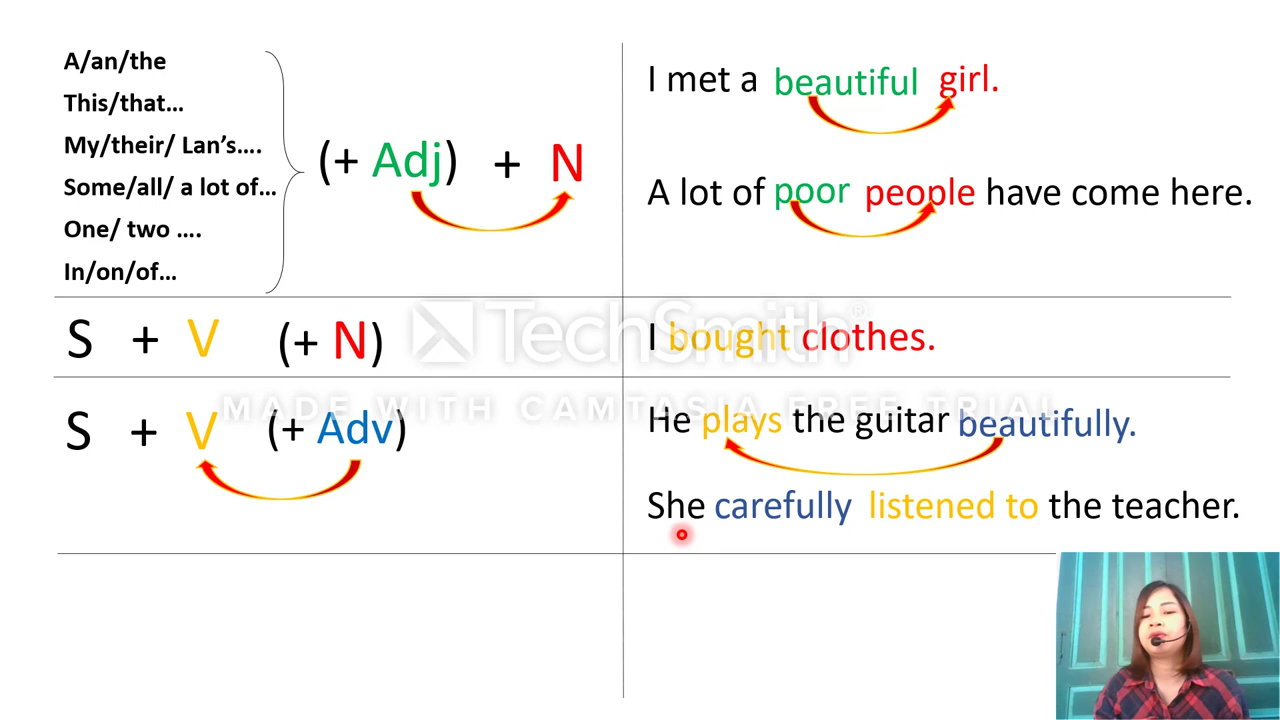 A/an/the
This/that...
My/their/ Lan's....
Some/all/ a lot of...
One/ two ....
In/on/of...
(+ Adj) + N
I met a beautiful girl.
A lot of poor people have come here.
S + V (+ N)
I bought clothes.
TechSmith®
MADE WITH CAMTASIA FREE TRIAL
S + V (+ Adv)
He plays the guitar beautifully.
She carefully listened to the teacher.